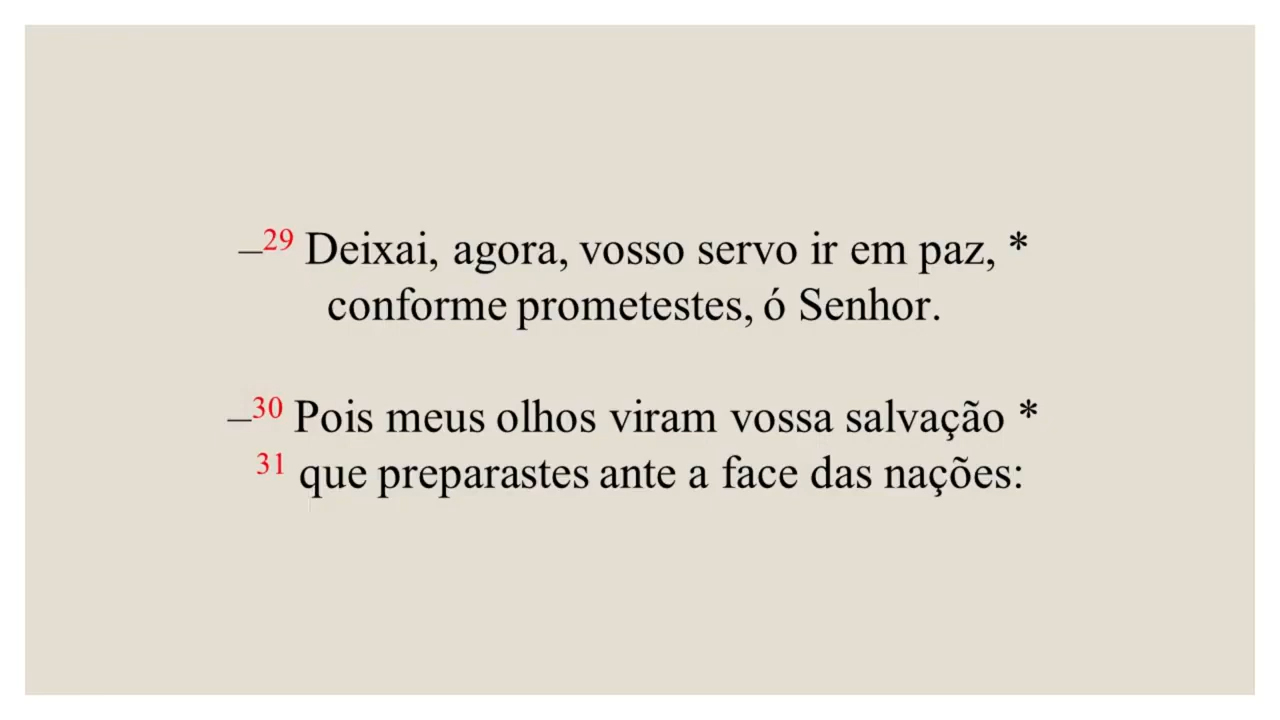 –29 Deixai, agora, vosso servo ir em paz, *
conforme prometestes, ó Senhor.
–30 Pois meus olhos viram vossa salvação *
31 que preparastes ante a face das nações: